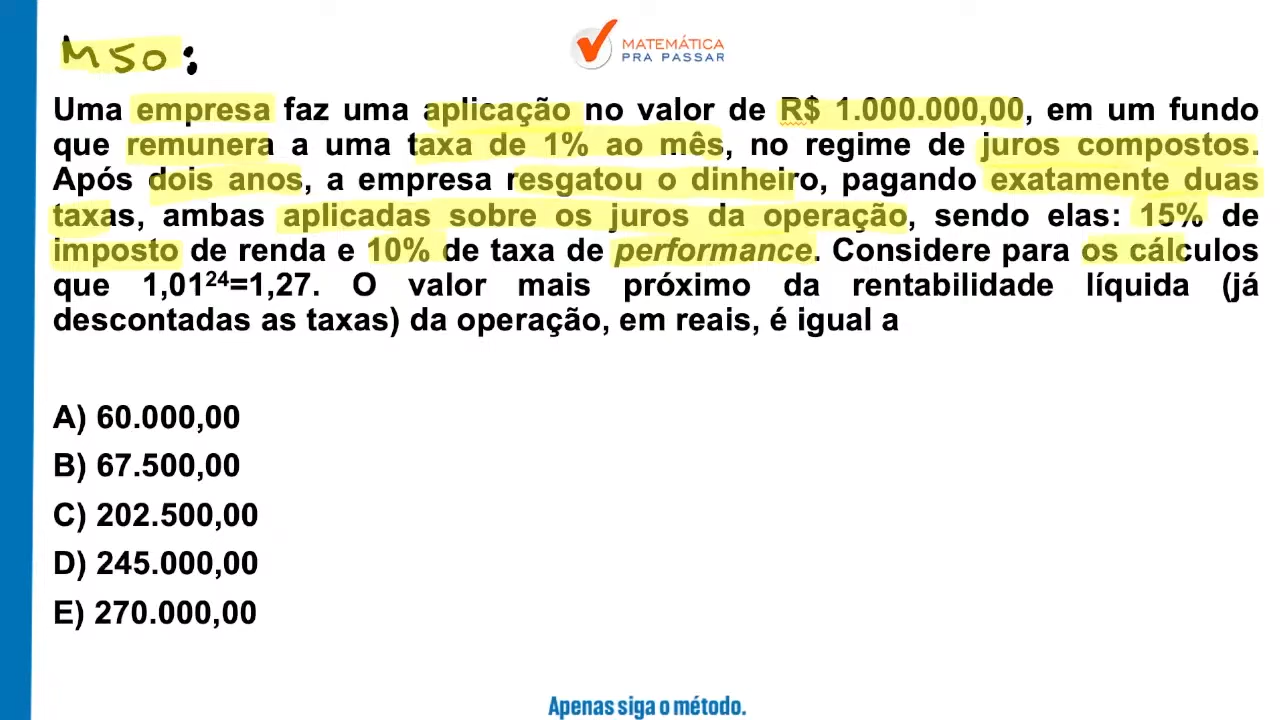 M50:
MATEMÁTICA
PRA PASSAR
Uma empresa faz uma aplicação no valor de R$ 1.000.000,00, em um fundo
que remunera a uma taxa de 1% ao mês, no regime de juros compostos.
Após dois anos, a empresa resgatou o dinheiro, pagando exatamente duas
taxas, ambas aplicadas sobre os juros da operação, sendo elas: 15% de
imposto de renda e 10% de taxa de performance. Considere para os cálculos
que 1,01²⁴=1,27. O valor mais próximo da rentabilidade líquida (já
descontadas as taxas) da operação, em reais, é igual a
A) 60.000,00
B) 67.500,00
C) 202.500,00
D) 245.000,00
E) 270.000,00
Apenas siga o método.